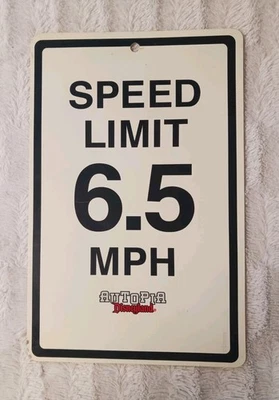 SPEED
LIMIT
6.5
MPH
AUTOPIA
Disneyland